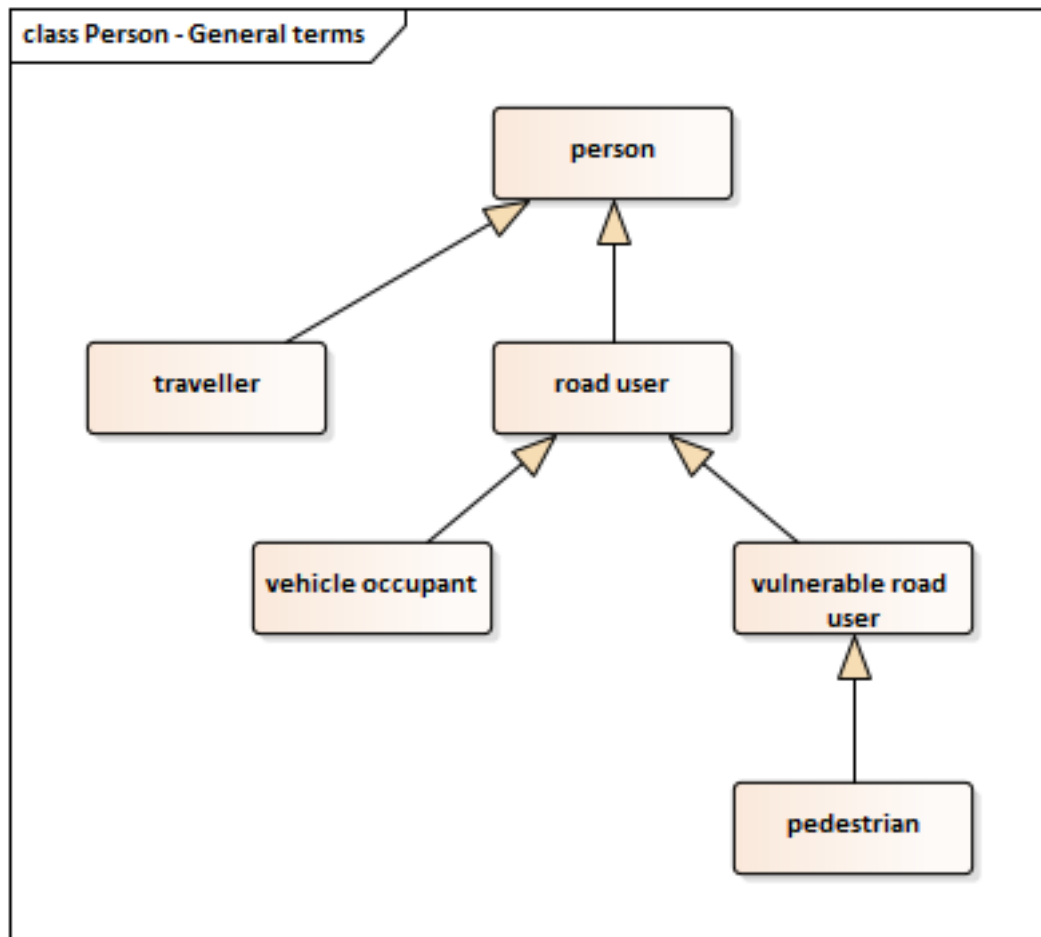 class Person - General terms
person
traveller
road user
vehicle occupant
vulnerable road
user
pedestrian